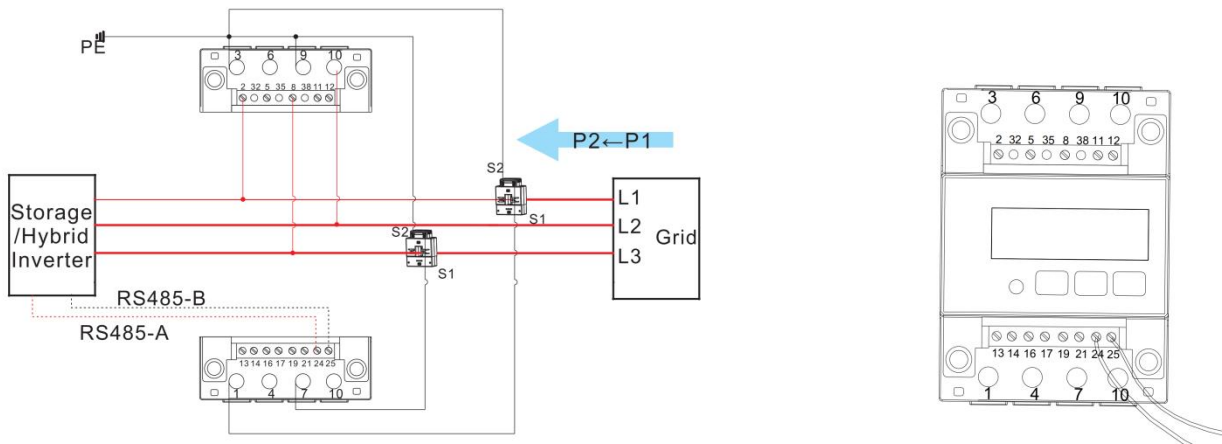 PE
3 6 9 10
2 32 5 35 8 38 11 12
P2←P1
S2
S1
L1
L2
L3
Grid
S2
S1
Storage
/Hybrid
Inverter
RS485-B
RS485-A
13 14 16 17 19 21 24 25
1 4 7 10
3 6 9 10
2 32 5 35 8 38 11 12
13 14 16 17 19 21 24 25
1 4 7 10